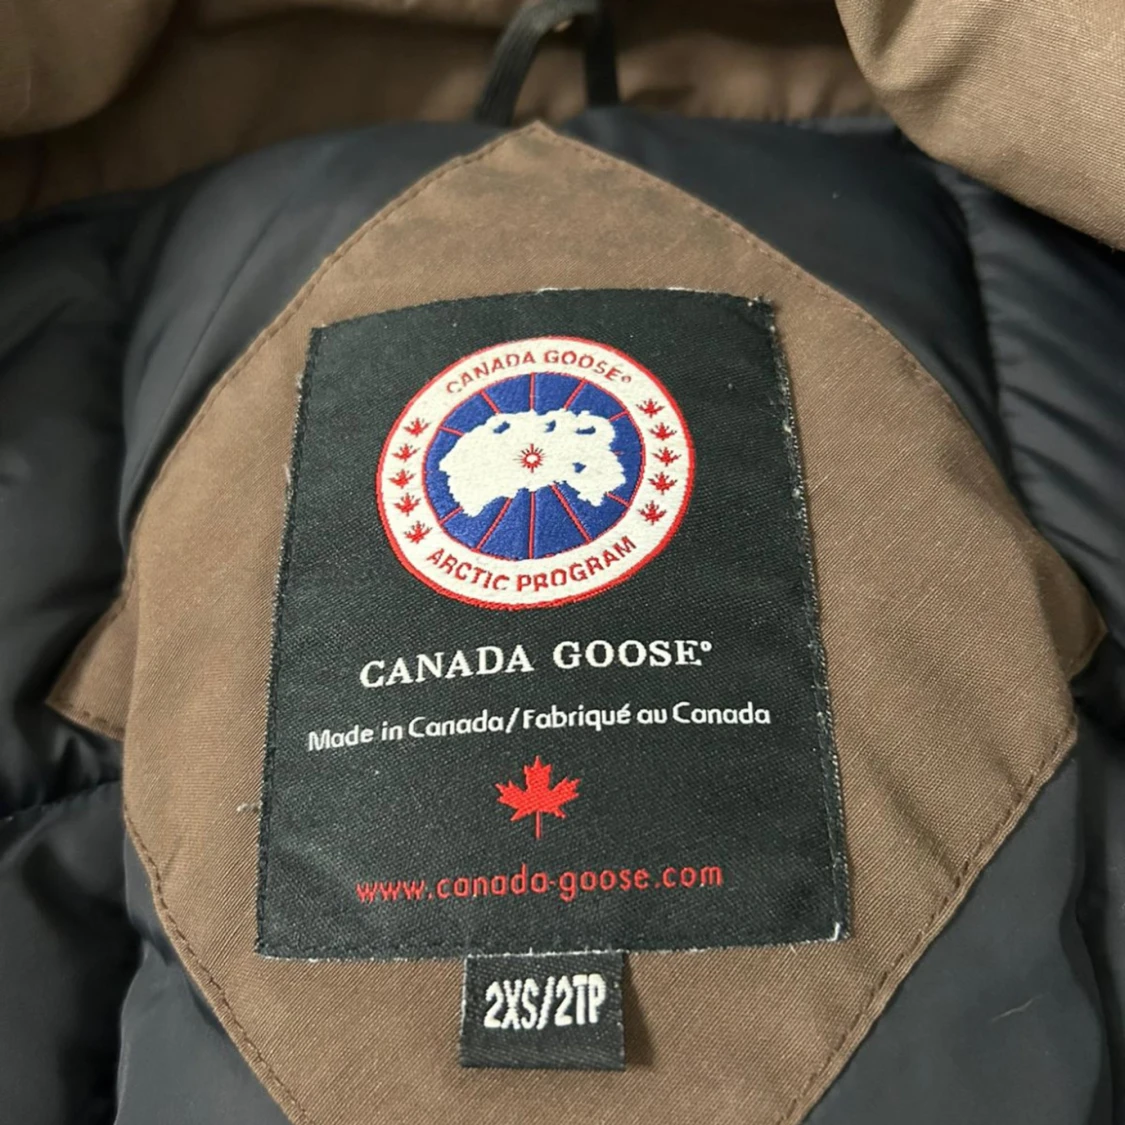 CANADA GOOSE®
ARCTIC PROGRAM
CANADA GOOSE®
Made in Canada/Fabriqué au Canada
www.canada-goose.com
2XS/2TP